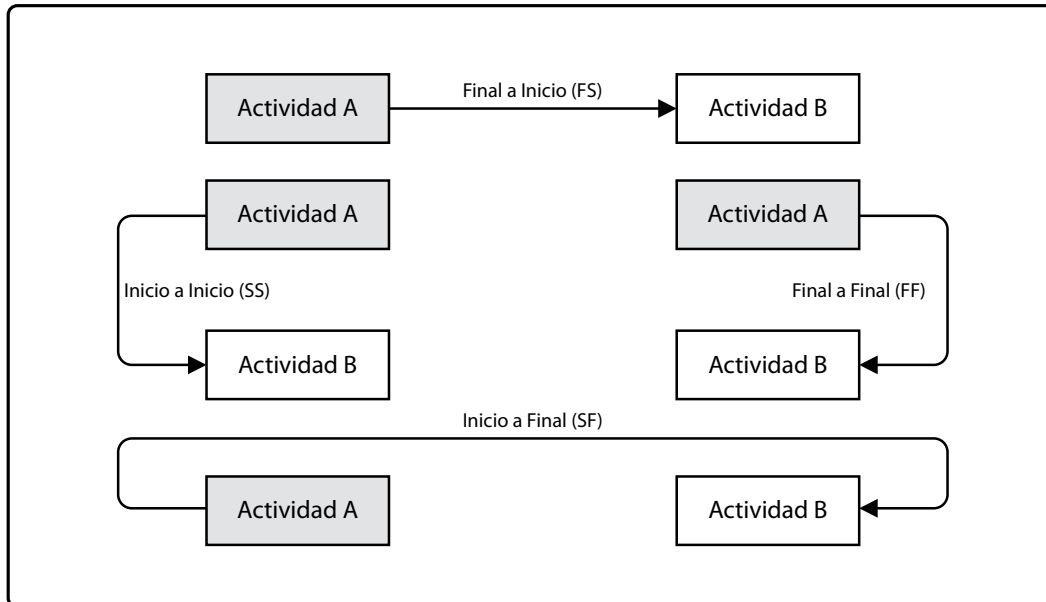 Actividad A
Final a Inicio (FS)
Actividad B
Actividad A
Actividad A
Inicio a Inicio (SS)
Final a Final (FF)
Actividad B
Actividad B
Inicio a Final (SF)
Actividad A
Actividad B